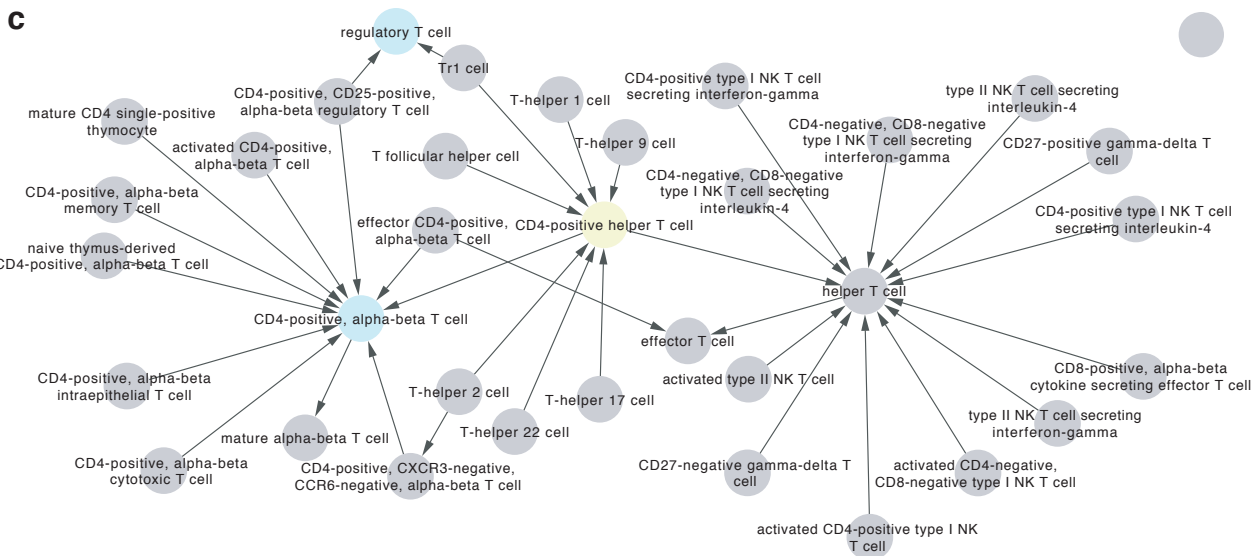 c
regulatory T cell
Tr1 cell
CD4-positive, CD25-positive,
alpha-beta regulatory T cell
T-helper 1 cell
CD4-positive type I NK T cell
secreting interferon-gamma
type II NK T cell secreting
interleukin-4
mature CD4 single-positive
thymocyte
activated CD4-positive,
alpha-beta T cell
T follicular helper cell
T-helper 9 cell
CD4-negative, CD8-negative
type I NK T cell secreting
interferon-gamma
CD27-positive gamma-delta T
cell
CD4-negative, CD8-negative
type I NK T cell secreting
interleukin-4
CD4-positive, alpha-beta
memory T cell
effector CD4-positive,
alpha-beta T cell
CD4-positive helper T cell
CD4-positive type I NK T cell
secreting interleukin-4
naive thymus-derived
CD4-positive, alpha-beta T cell
helper T cell
CD4-positive, alpha-beta T cell
effector T cell
CD4-positive, alpha-beta
intraepithelial T cell
T-helper 2 cell
T-helper 17 cell
activated type II NK T cell
CD8-positive, alpha-beta
cytokine secreting effector T cell
mature alpha-beta T cell
T-helper 22 cell
type II NK T cell secreting
interferon-gamma
CD4-positive, alpha-beta
cytotoxic T cell
CD4-positive, CXCR3-negative,
CCR6-negative, alpha-beta T cell
CD27-negative gamma-delta T
cell
activated CD4-negative,
CD8-negative type I NK T cell
activated CD4-positive type I NK
T cell